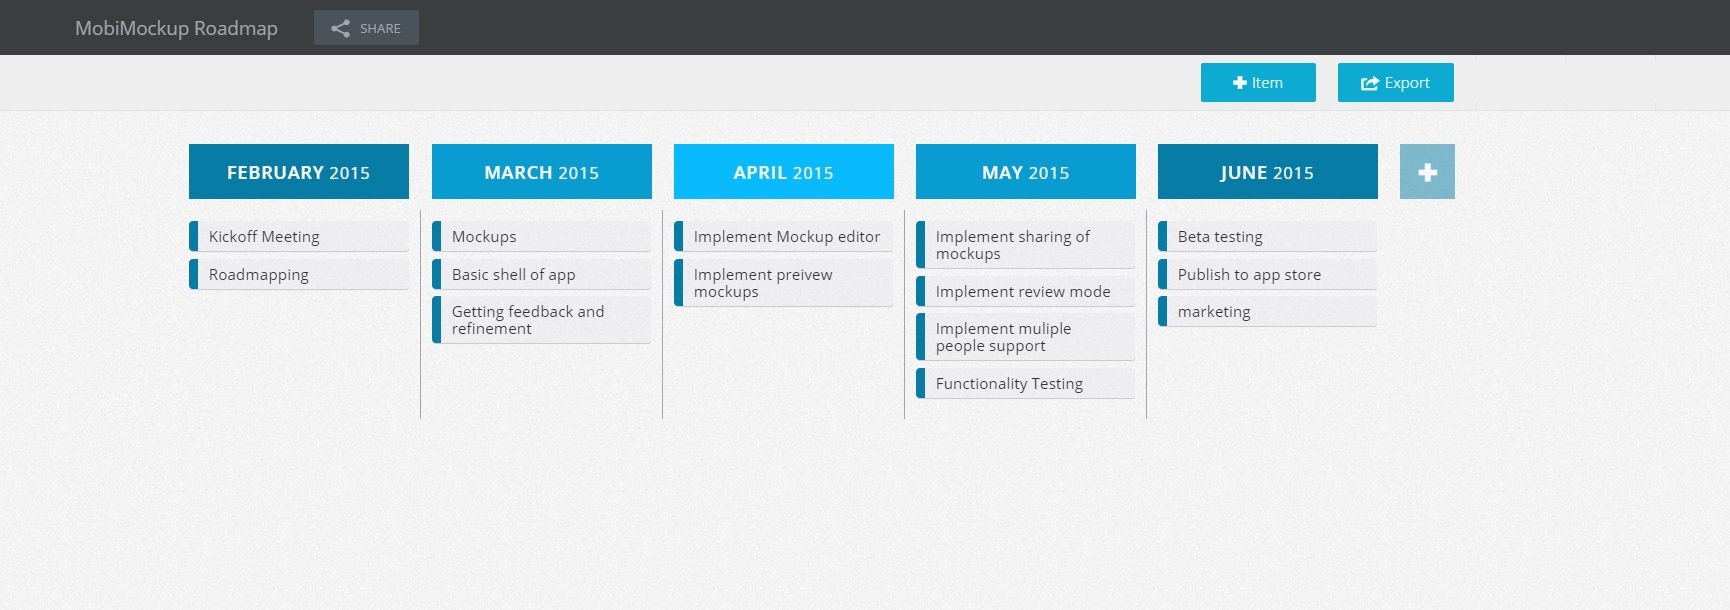 MobiMockup Roadmap
SHARE
Item
Export
FEBRUARY 2015
MARCH 2015
APRIL 2015
MAY 2015
JUNE 2015
Kickoff Meeting
Roadmapping
Mockups
Basic shell of app
Getting feedback and
refinement
Implement Mockup editor
Implement preivew
mockups
Implement sharing of
mockups
Implement review mode
Implement muliple
people support
Functionality Testing
Beta testing
Publish to app store
marketing